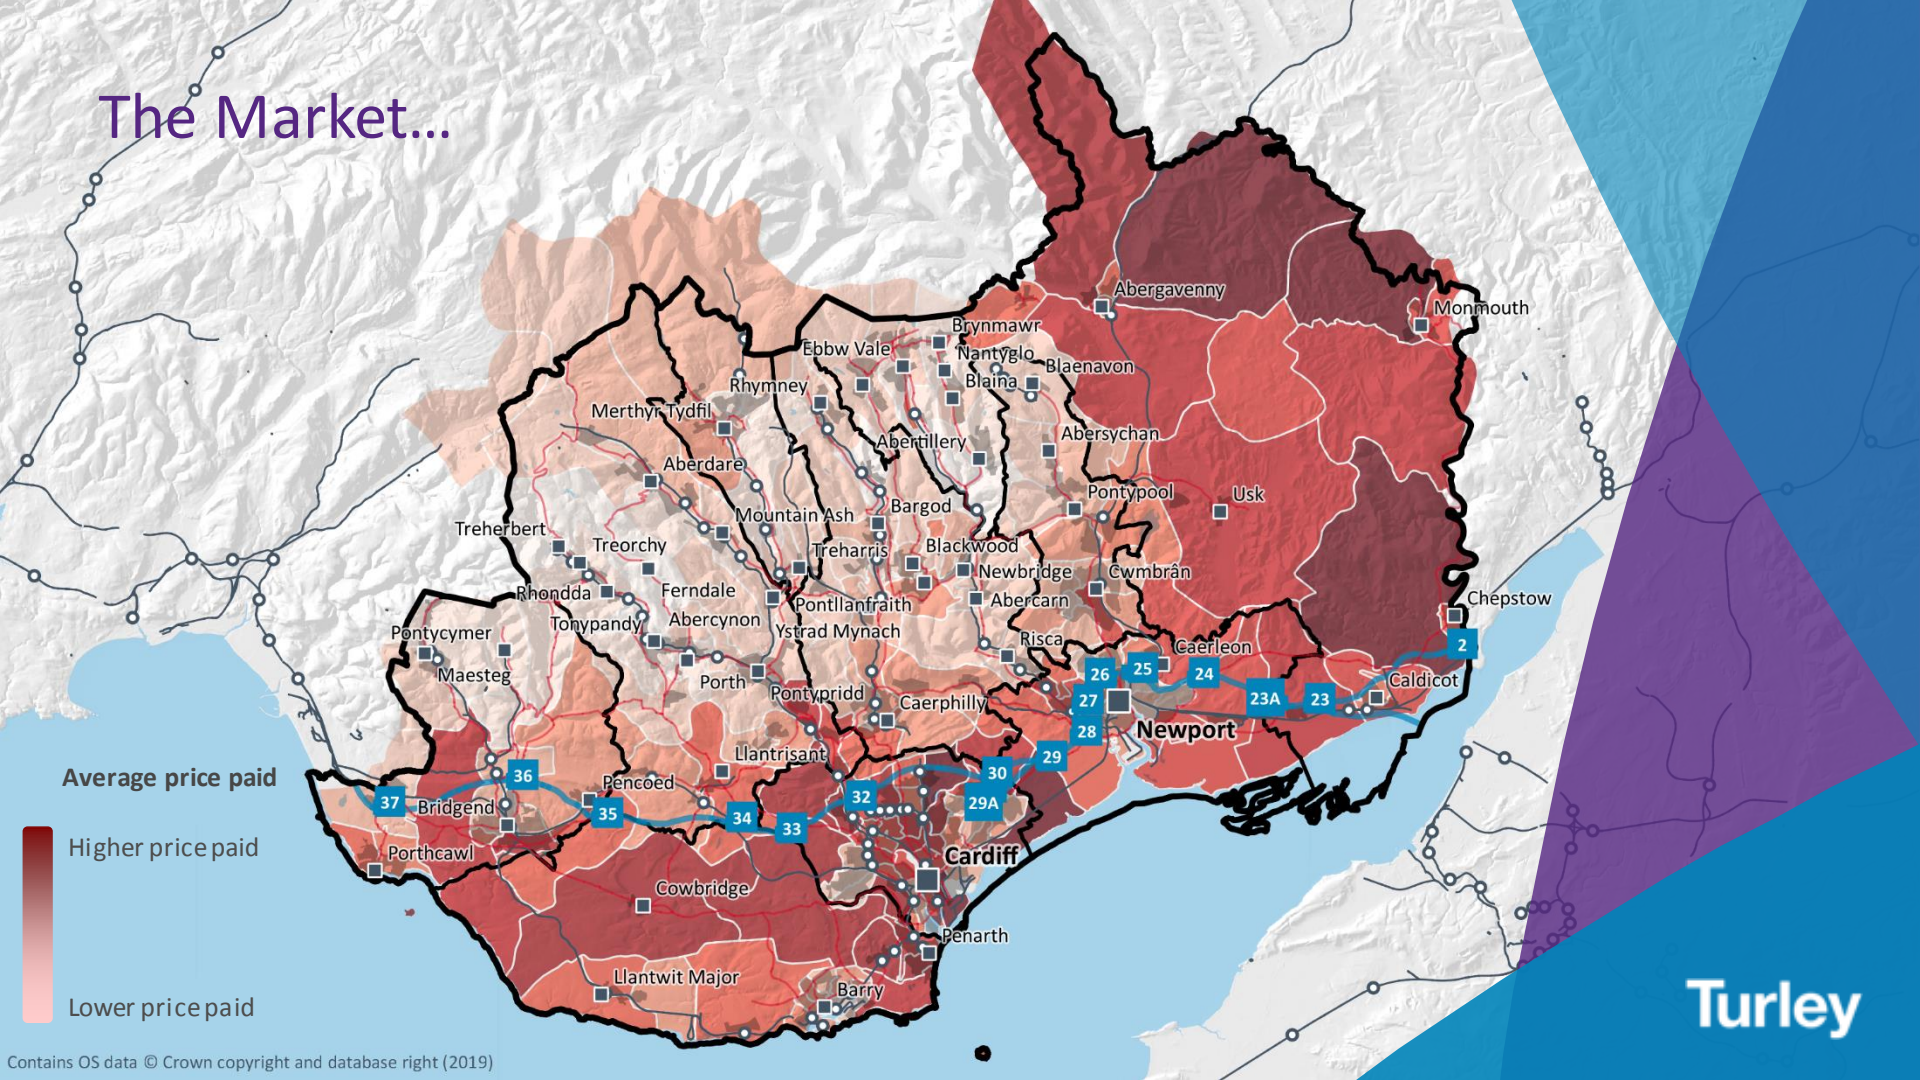 The Market...
Abergavenny
Monmouth
Brynmawr
Ebbw Vale
Nantyglo
Blaenavon
Rhymney
Blaina
Merthyr Tydfil
Abersychan
Abertillery
Aberdare
Pontypool
Usk
Bargod
Mountain Ash
Treherbert
Treorchy
Treharris
Blackwood
Newbridge
Cwmbrân
Rhondda
Ferndale
Pontllanfraith
Abercarn
Chepstow
Tonypandy
Abercynon
Ystrad Mynach
Pontycymer
Risca
Caerleon
2
Maesteg
26
25
24
Porth
Pontypridd
Caerphilly
27
23A
23
Caldicot
28
Newport
Llantrisant
29
Average price paid
36
Pencoed
30
37
Bridgend
35
34
33
32
29A
Higher price paid
Porthcawl
Cardiff
Cowbridge
Penarth
Llantwit Major
Barry
Lower price paid
Turley
Contains OS data © Crown copyright and database right (2019)